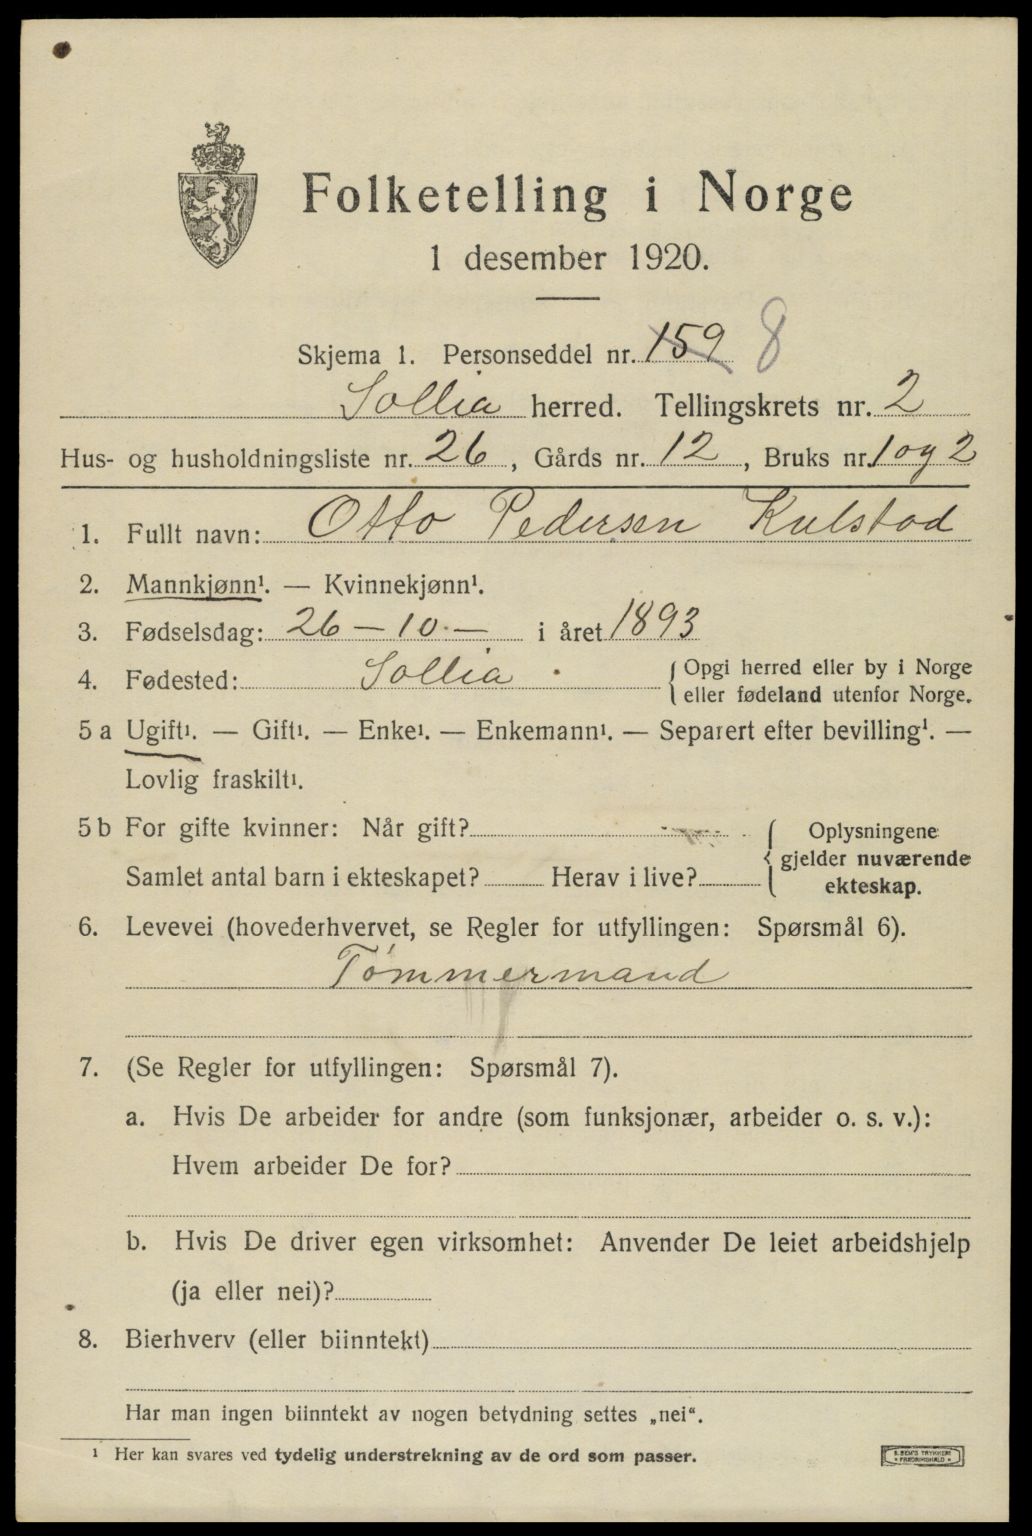 Folketelling i Norge
1 desember 1920.
Skjema 1. Personseddel nr. 159 8
Sollia herred. Tellingskrets nr. 2
Hus- og husholdningsliste nr. 26, Gårds nr. 12, Bruks nr. 1 og 2
1. Fullt navn: Otto Pedersen Kulstad
2. Mannkjønn¹. — Kvinnekjønn¹.
3. Fødselsdag: 26 – 10 – i året 1893
4. Fødested: Sollia { Opgi herred eller by i Norge
eller fødeland utenfor Norge.
5 a Ugift¹. — Gift¹. — Enke¹. — Enkemann¹. — Separert efter bevilling¹. —
Lovlig fraskilt¹.
5 b For gifte kvinner: Når gift? { Oplysningene
gjelder nuværende
Samlet antal barn i ekteskapet? Herav i live? ekteskap.
6. Levevei (hovederhvervet, se Regler for utfyllingen: Spørsmål 6).
Tømmermand
7. (Se Regler for utfyllingen: Spørsmål 7).
a. Hvis De arbeider for andre (som funksjonær, arbeider o. s. v.):
Hvem arbeider De for?
b. Hvis De driver egen virksomhet: Anvender De leiet arbeidshjelp
(ja eller nei)?
8. Bierhverv (eller biinntekt)
Har man ingen biinntekt av nogen betydning settes „nei“.
¹ Her kan svares ved tydelig understrekning av de ord som passer.
E. SEM'S TRYKKERI
• FREDRIKSHALD •